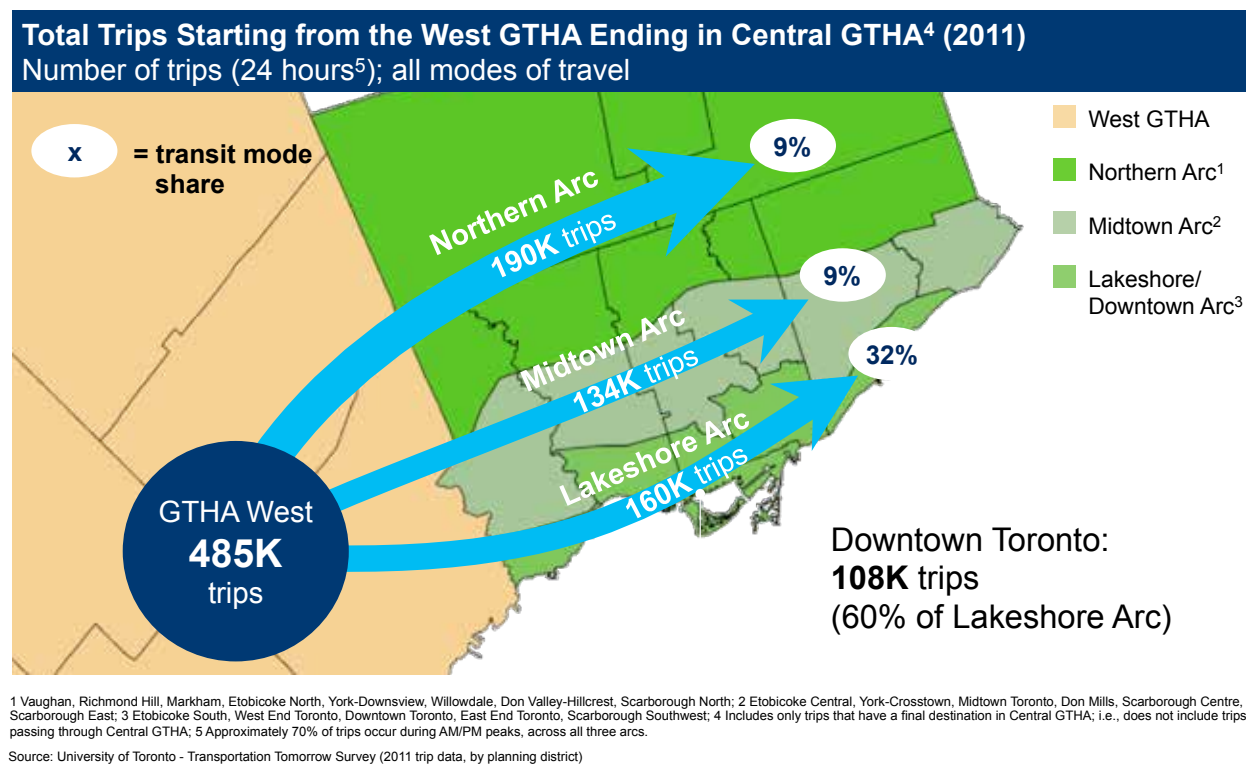 Total Trips Starting from the West GTHA Ending in Central GTHA4 (2011)
Number of trips (24 hours5); all modes of travel
x
= transit mode
share
West GTHA
Northern Arc1
Midtown Arc2
Lakeshore/
Downtown Arc3
9%
Northern Arc
190K trips
9%
Midtown Arc
134K trips
32%
Lakeshore Arc
160K trips
GTHA West
485K
trips
Downtown Toronto:
108K trips
(60% of Lakeshore Arc)
1 Vaughan, Richmond Hill, Markham, Etobicoke North, York-Downsview, Willowdale, Don Valley-Hillcrest, Scarborough North; 2 Etobicoke Central, York-Crosstown, Midtown Toronto, Don Mills, Scarborough Centre,
Scarborough East; 3 Etobicoke South, West End Toronto, Downtown Toronto, East End Toronto, Scarborough Southwest; 4 Includes only trips that have a final destination in Central GTHA; i.e., does not include trips
passing through Central GTHA; 5 Approximately 70% of trips occur during AM/PM peaks, across all three arcs.
Source: University of Toronto - Transportation Tomorrow Survey (2011 trip data, by planning district)